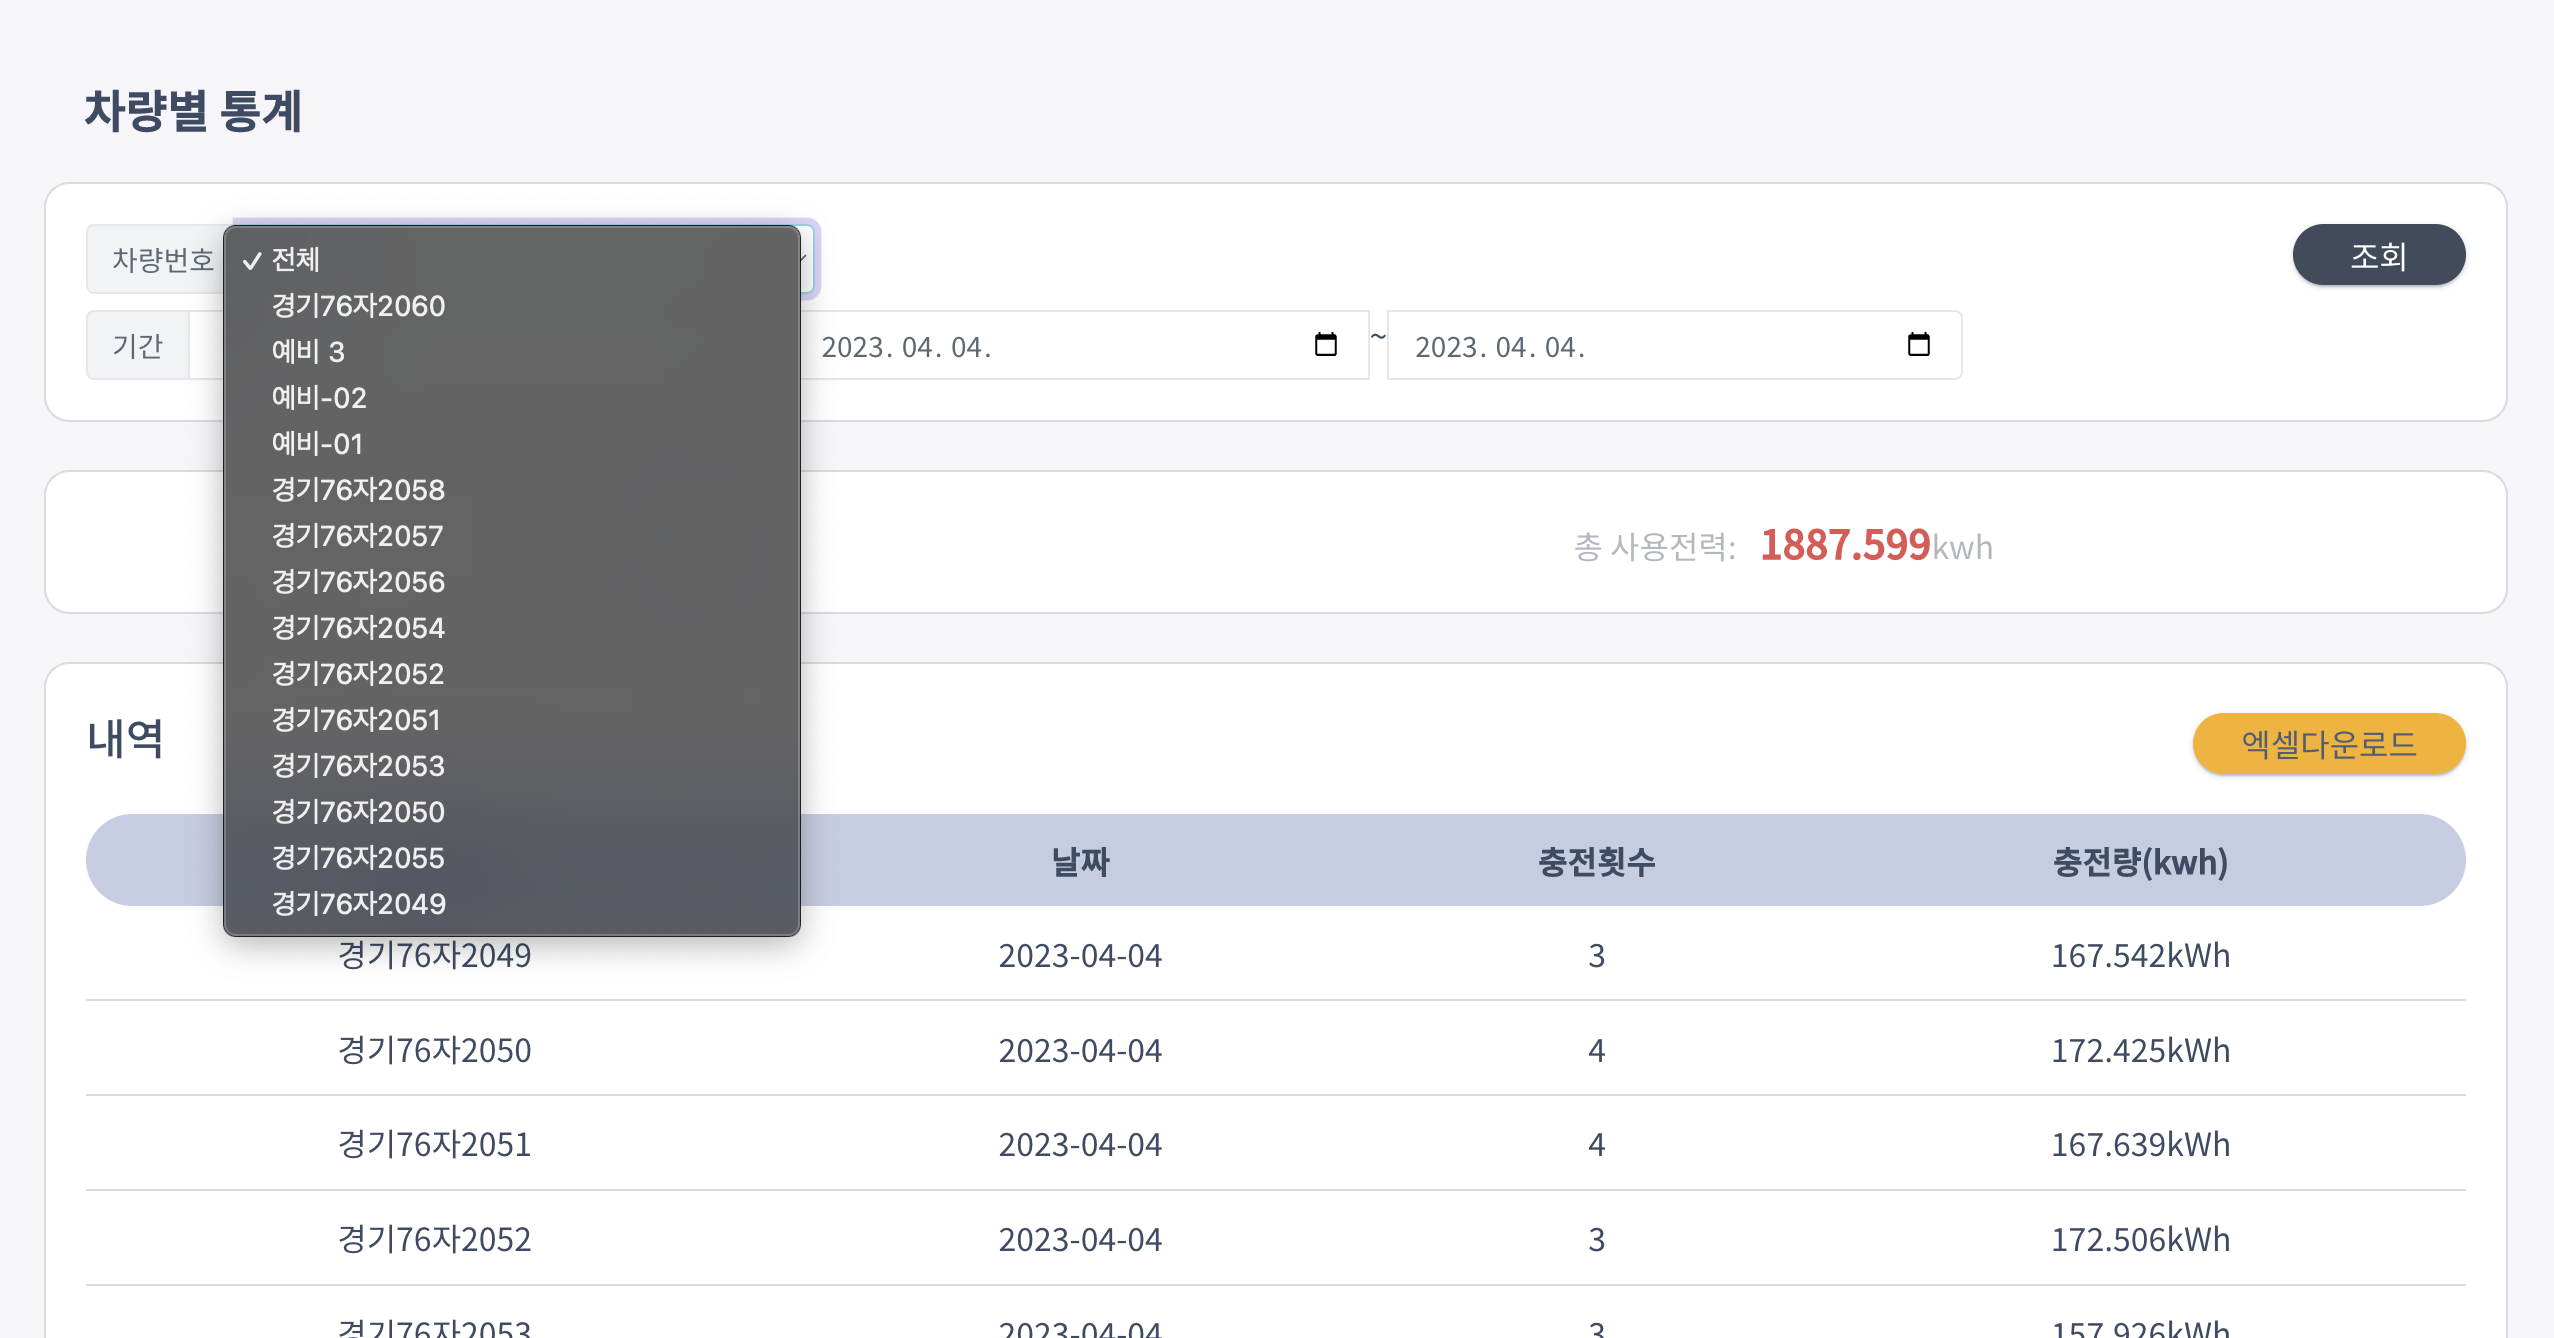 차량별 통계
차량번호
✓ 전체
경기76자2060
예비 3
예비-02
예비-01
경기76자2058
경기76자2057
경기76자2056
경기76자2054
경기76자2052
경기76자2051
경기76자2053
경기76자2050
경기76자2055
경기76자2049
조회
기간
2023. 04. 04. ~ 2023. 04. 04.
총 사용전력: 1887.599kwh
내역
엑셀다운로드
날짜 충전횟수 충전량(kwh)
경기76자2049 2023-04-04 3 167.542kWh
경기76자2050 2023-04-04 4 172.425kWh
경기76자2051 2023-04-04 4 167.639kWh
경기76자2052 2023-04-04 3 172.506kWh
경기76자2053 2023-04-04 3 157.926kWh